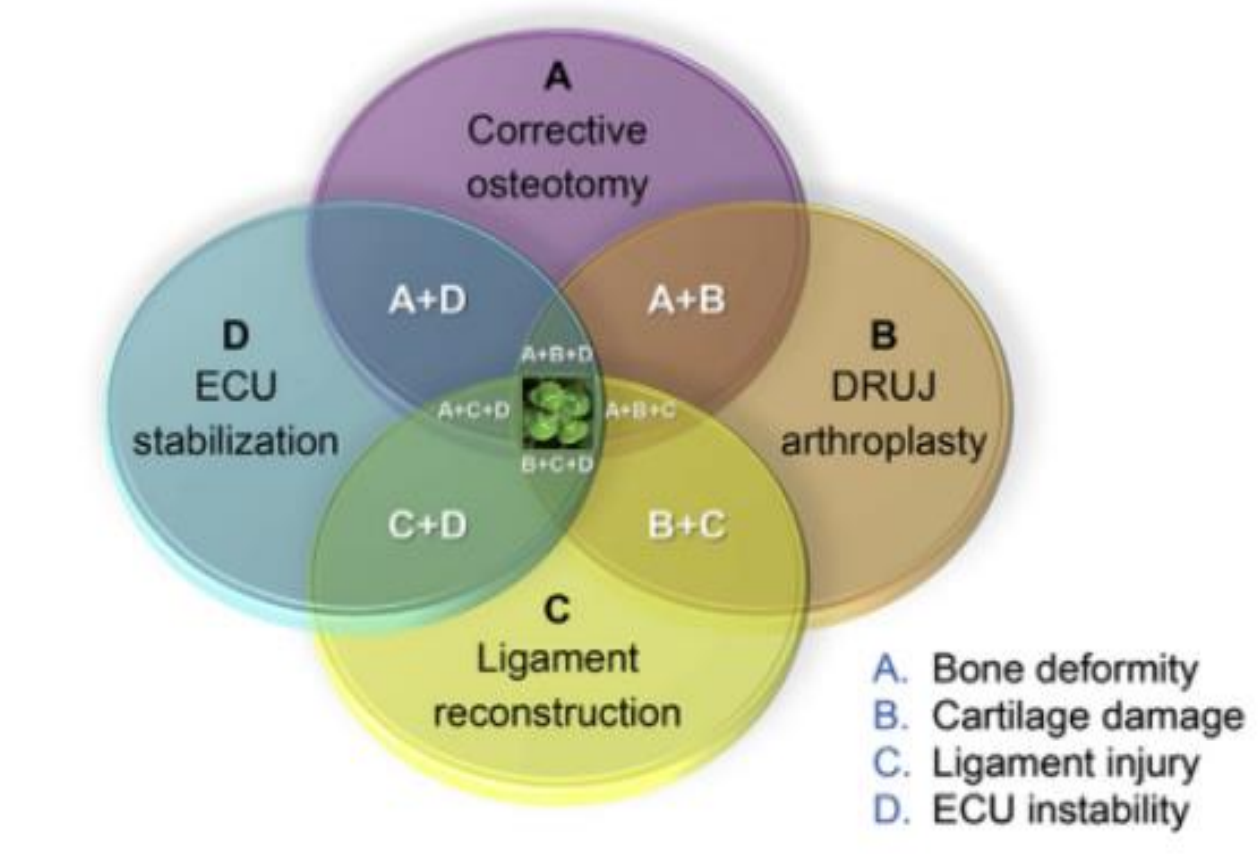 A
Corrective
osteotomy
A+D
A+B
D
ECU
stabilization
B
DRUJ
arthroplasty
A+B+D
A+C+D
A+B+C
B+C+D
C+D
B+C
C
Ligament
reconstruction
A. Bone deformity
B. Cartilage damage
C. Ligament injury
D. ECU instability